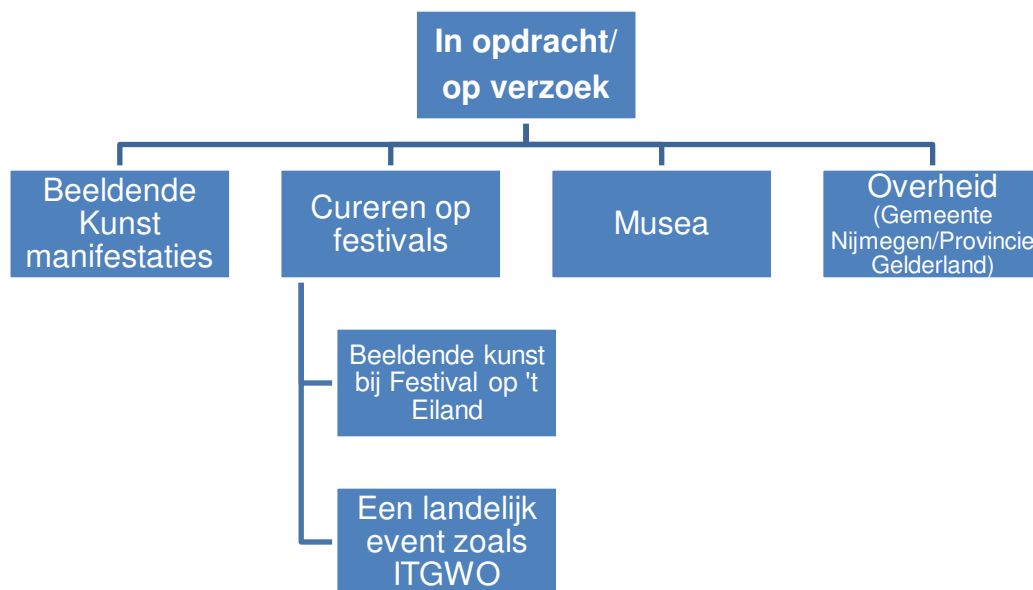 In opdracht/
op verzoek
Beeldende
Kunst
manifestaties
Cureren op
festivals
Musea
Overheid
(Gemeente
Nijmegen/Provincie
Gelderland)
Beeldende kunst
bij Festival op 't
Eiland
Een landelijk
event zoals
ITGWO